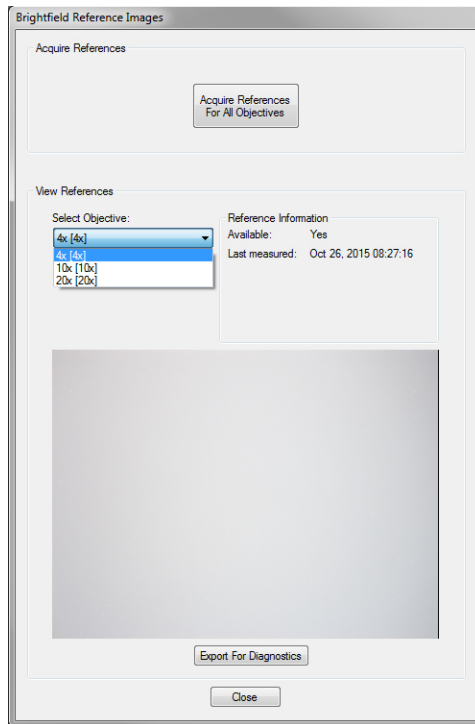 Brightfield Reference Images
Acquire References
Acquire References
For All Objectives
View References
Select Objective:
4x [4x]
4x [4x]
10x [10x]
20x [20x]
Reference Information
Available: Yes
Last measured: Oct 26, 2015 08:27:16
Export For Diagnostics
Close